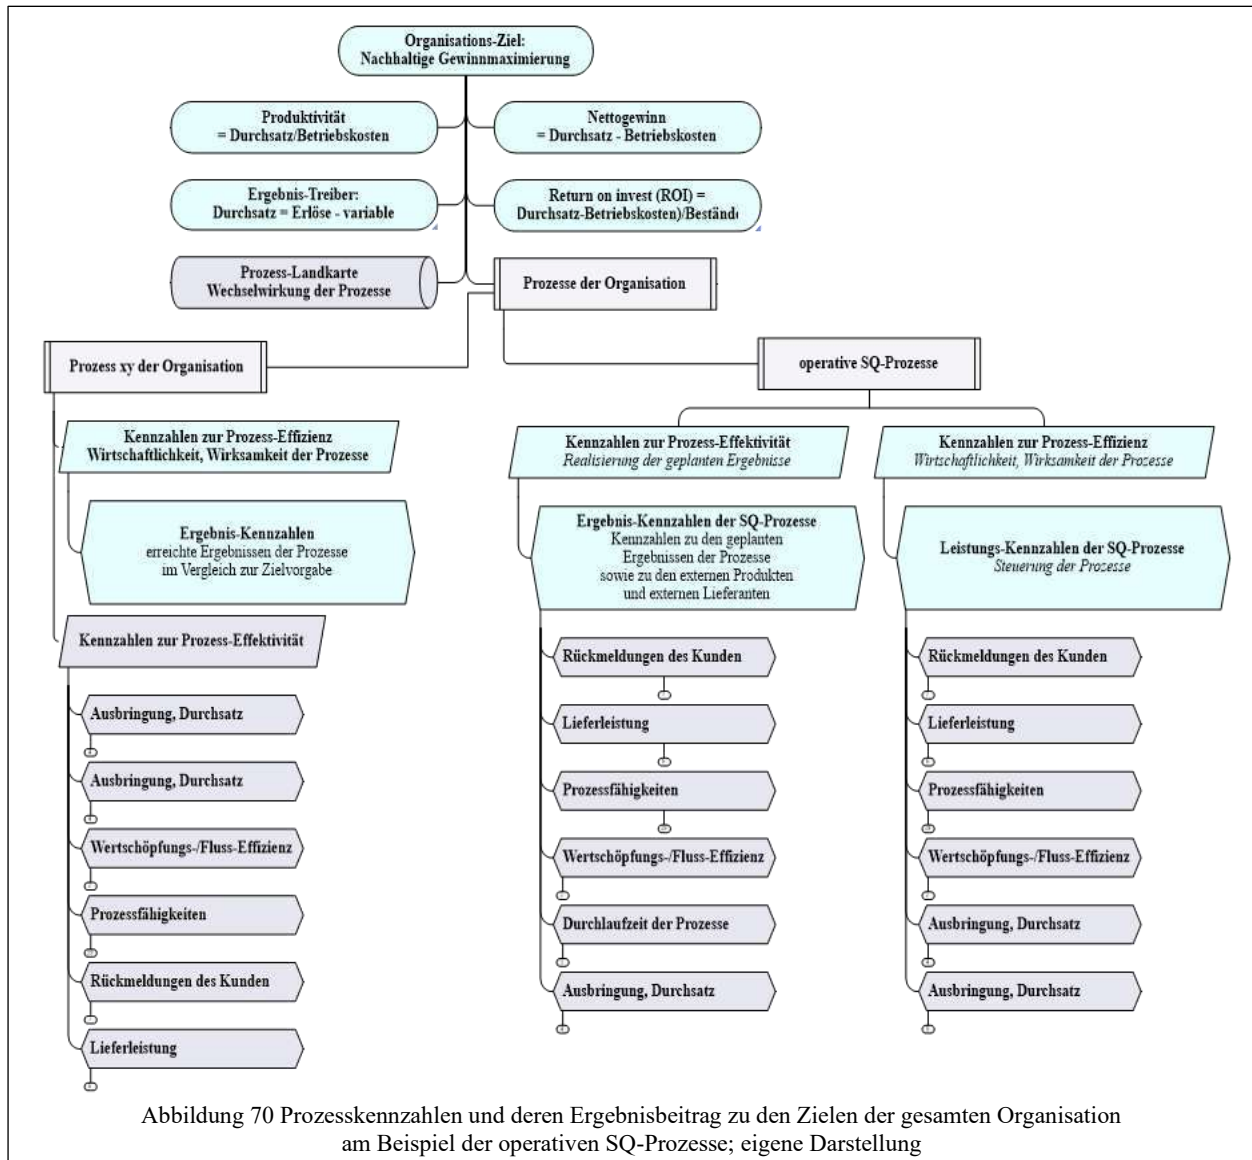 Organisations-Ziel:
Nachhaltige Gewinnmaximierung
Produktivität
= Durchsatz/Betriebskosten
Nettogewinn
= Durchsatz - Betriebskosten
Ergebnis-Treiber:
Durchsatz = Erlöse - variable
Return on invest (ROI) =
Durchsatz-Betriebskosten)/Bestände
Prozess-Landkarte
Wechselwirkung der Prozesse
Prozesse der Organisation
Prozess xy der Organisation
operative SQ-Prozesse
Kennzahlen zur Prozess-Effizienz
Wirtschaftlichkeit, Wirksamkeit der Prozesse
Ergebnis-Kennzahlen
erreichte Ergebnissen der Prozesse
im Vergleich zur Zielvorgabe
Kennzahlen zur Prozess-Effektivität
Ausbringung, Durchsatz
Ausbringung, Durchsatz
Wertschöpfungs-/Fluss-Effizienz
Prozessfähigkeiten
Rückmeldungen des Kunden
Lieferleistung
Kennzahlen zur Prozess-Effektivität
Realisierung der geplanten Ergebnisse
Ergebnis-Kennzahlen der SQ-Prozesse
Kennzahlen zu den geplanten
Ergebnissen der Prozesse
sowie zu den externen Produkten
und externen Lieferanten
Rückmeldungen des Kunden
Lieferleistung
Prozessfähigkeiten
Wertschöpfungs-/Fluss-Effizienz
Durchlaufzeit der Prozesse
Ausbringung, Durchsatz
Kennzahlen zur Prozess-Effizienz
Wirtschaftlichkeit, Wirksamkeit der Prozesse
Leistungs-Kennzahlen der SQ-Prozesse
Steuerung der Prozesse
Rückmeldungen des Kunden
Lieferleistung
Prozessfähigkeiten
Wertschöpfungs-/Fluss-Effizienz
Ausbringung, Durchsatz
Ausbringung, Durchsatz
Abbildung 70 Prozesskennzahlen und deren Ergebnisbeitrag zu den Zielen der gesamten Organisation
am Beispiel der operativen SQ-Prozesse; eigene Darstellung